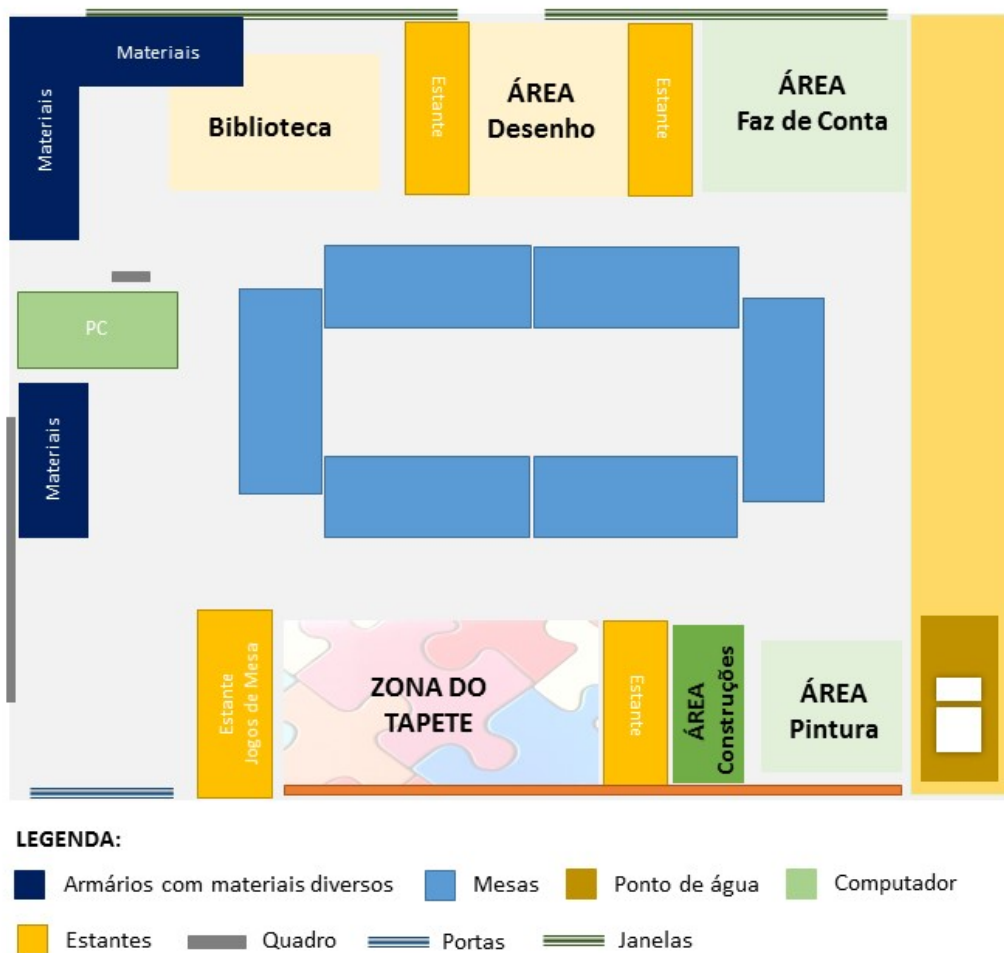 Materiais
Materiais
Biblioteca
Estante
ÁREA
Desenho
Estante
ÁREA
Faz de Conta
PC
Materiais
Estante
Jogos de Mesa
ZONA DO
TAPETE
Estante
ÁREA
Construções
ÁREA
Pintura
LEGENDA:
Armários com materiais diversos
Mesas
Ponto de água
Computador
Estantes
Quadro
Portas
Janelas